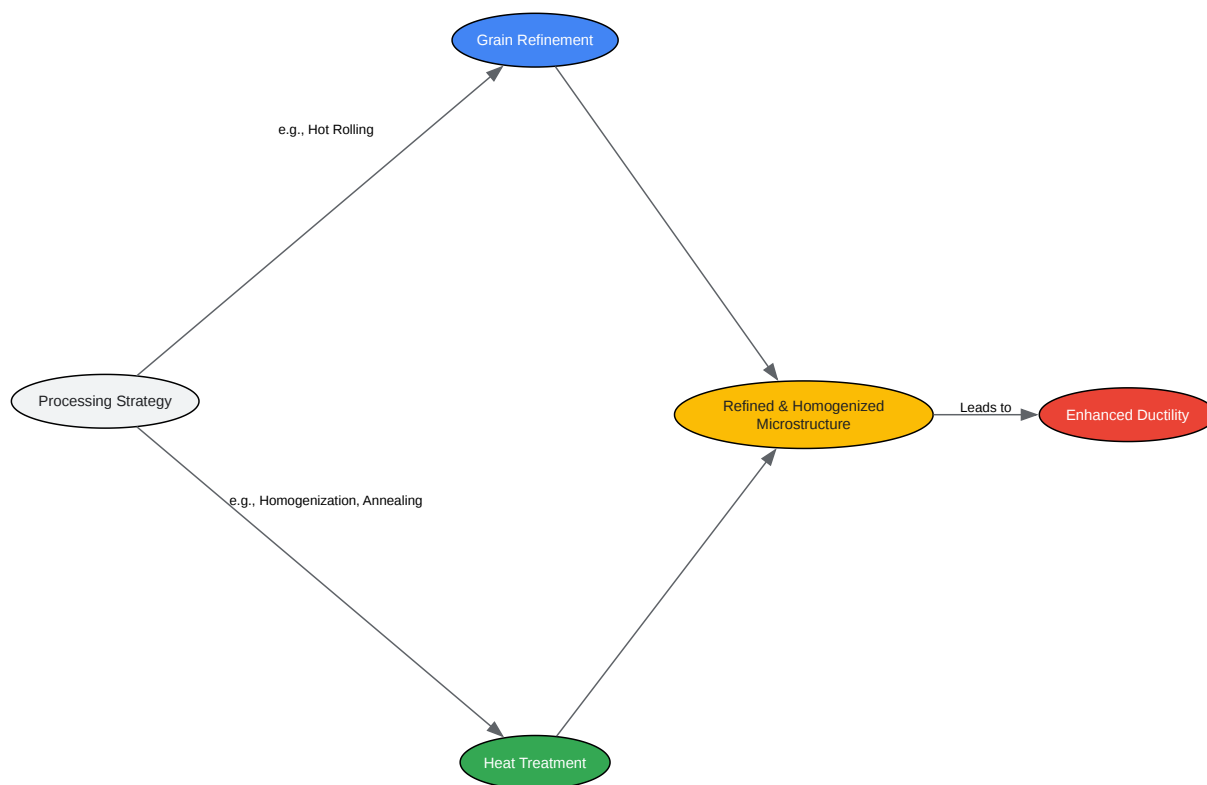 Grain Refinement
e.g., Hot Rolling
Processing Strategy
Refined & Homogenized
Microstructure
Leads to
Enhanced Ductility
e.g., Homogenization, Annealing
Heat Treatment